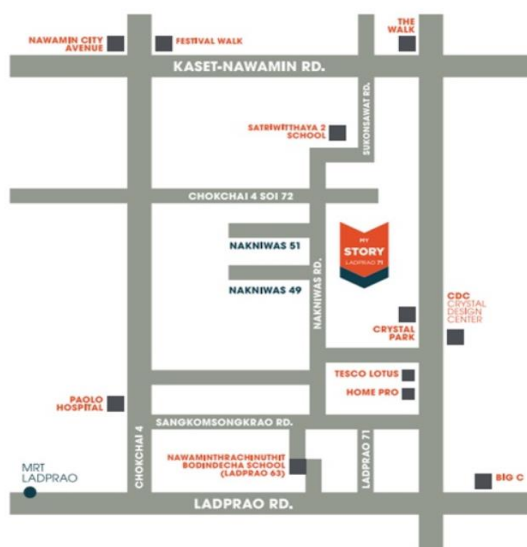 NAWAMIN CITY
AVENUE
FESTIVAL WALK
THE
WALK
KASET-NAWAMIN RD.
SUKONSAWAT RD.
SATRIWITTHAYA 2
SCHOOL
CHOKCHAI 4 SOI 72
NAKNIWAS 51
NAKNIWAS 49
NAKNIWAS RD.
MY
STORY
LADPRAO 71
CDC
CRYSTAL
DESIGN
CENTER
CRYSTAL
PARK
TESCO LOTUS
HOME PRO
PAOLO
HOSPITAL
SANGKOMSONGKRAO RD.
CHOKCHAI 4
NAWAMINTHRACHINUTHIT
BODINDECHA SCHOOL
(LADPRAO 63)
LADPRAO 71
MRT
LADPRAO
BIG C
LADPRAO RD.